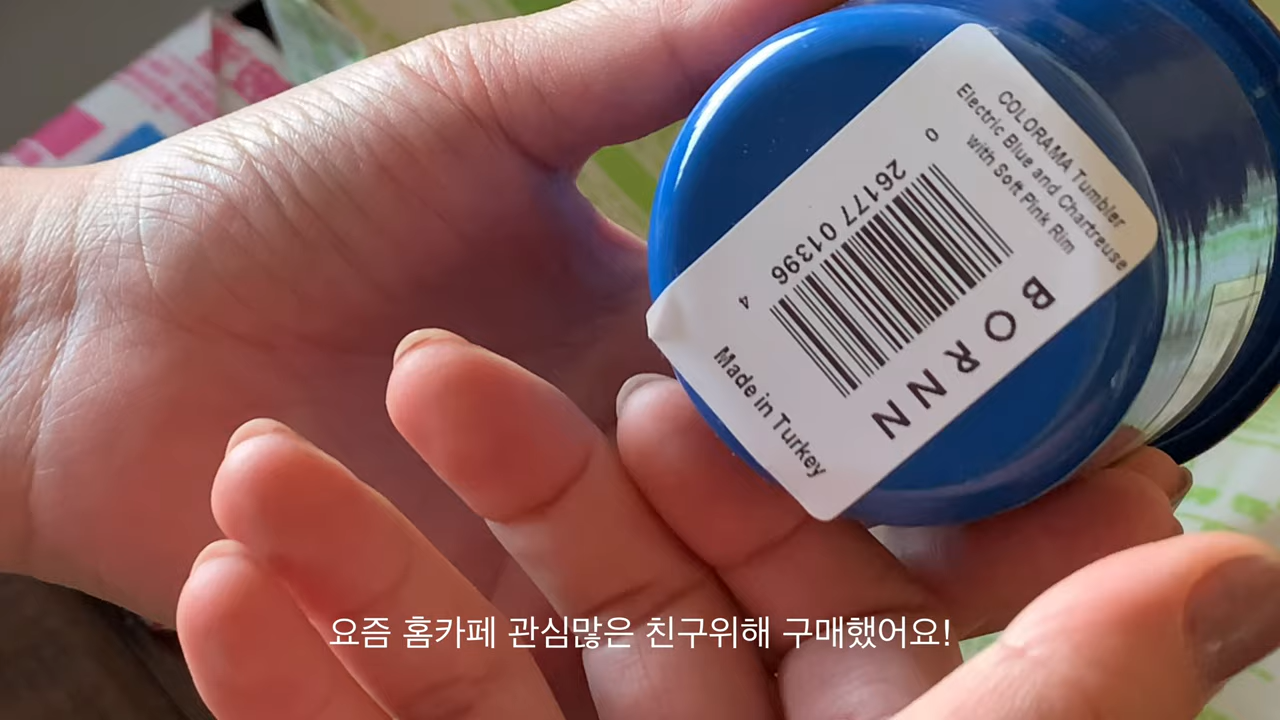 COLORAMA Tumbler
Electric Blue and Chartreuse
with Soft Pink Rim
0 26177 01396 4
BORNN
Made in Turkey
요즘 홈카페 관심많은 친구위해 구매했어요!